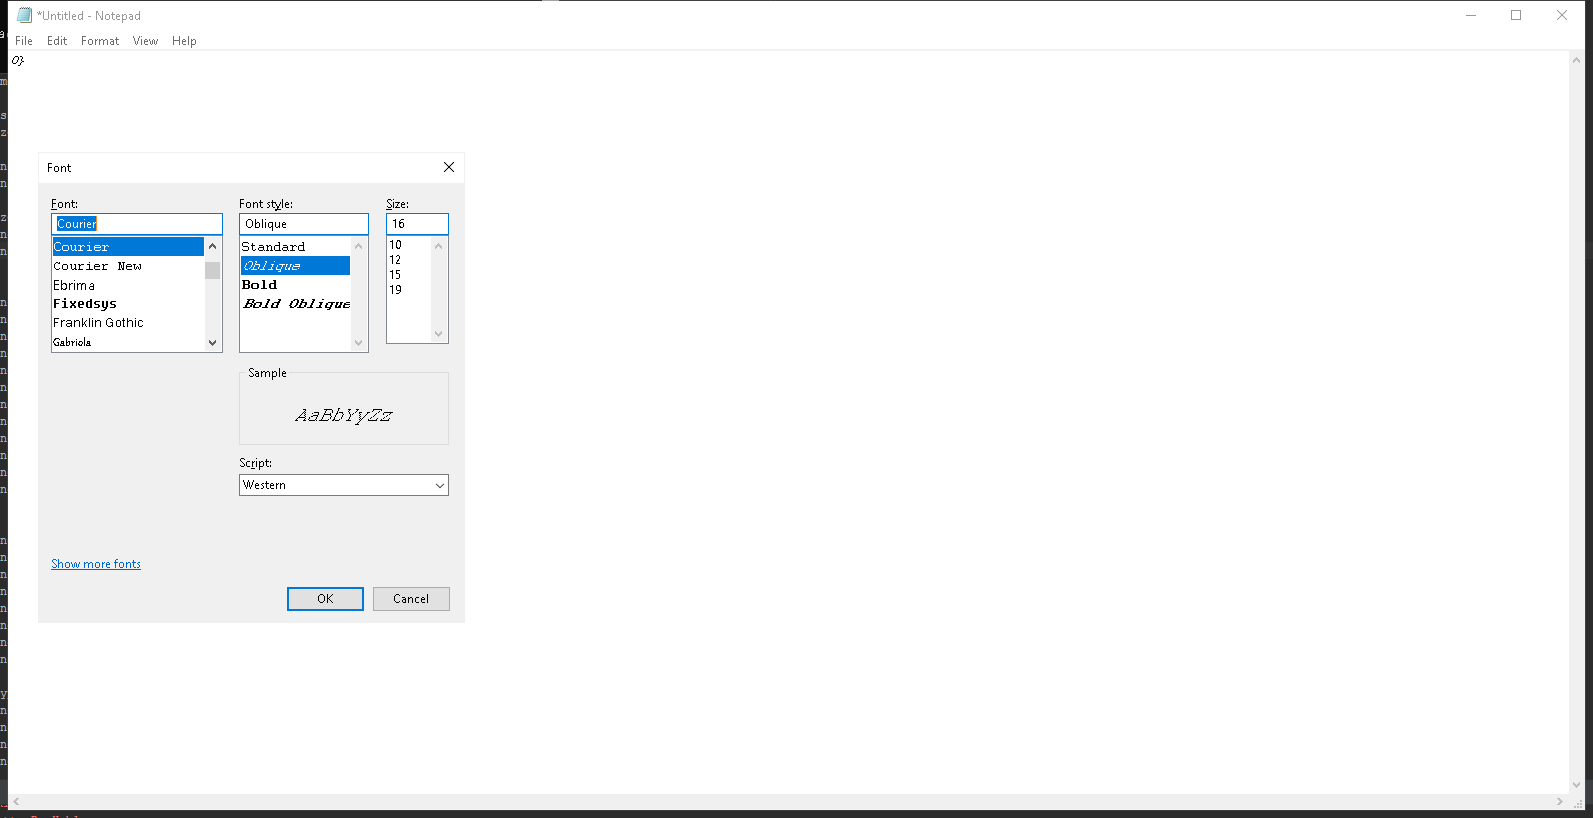 *Untitled - Notepad
File Edit Format View Help
O}
Font
Font: Font style: Size:
Courier Oblique 16
Courier Standard 10
Courier New Oblique 12
Ebrima Bold 15
Fixedsys Bold Oblique 19
Franklin Gothic
Gabriola
Sample
AaBbYyZz
Script:
Western
Show more fonts
OK Cancel